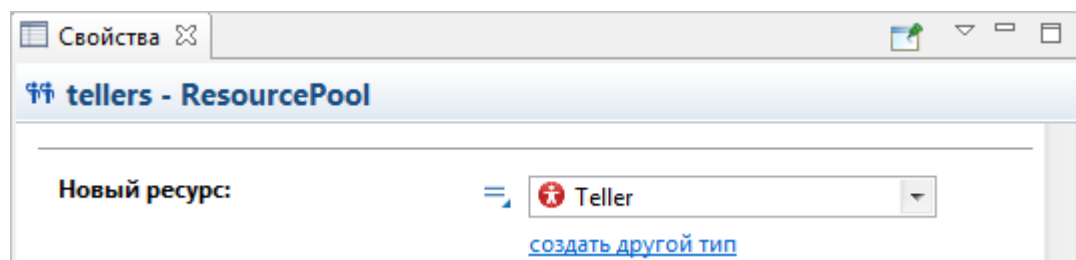 Свойства
tellers - ResourcePool
Новый ресурс:
Teller
создать другой тип